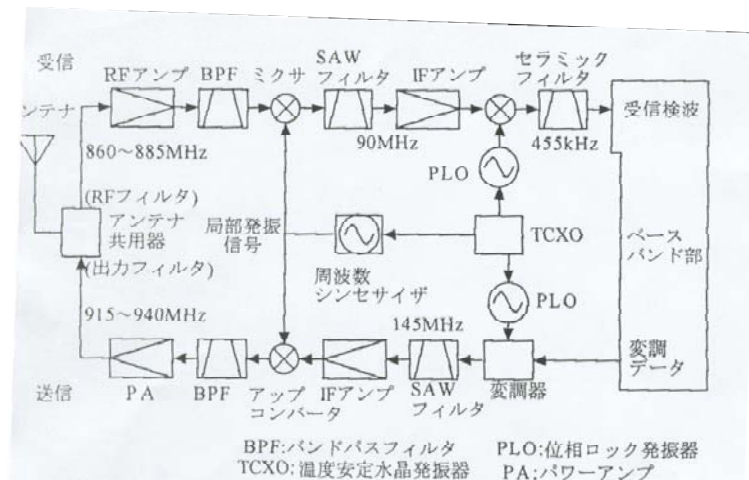 受信
RFアンプ
BPF
ミクサ
SAW
フィルタ
IFアンプ
セラミック
フィルタ
受信検波
ンテナ
860〜885MHz
90MHz
455kHz
PLO
(RFフィルタ)
アンテナ
共用器
(出力フィルタ)
局部発振
信号
TCXO
ベース
バンド部
周波数
シンセサイザ
PLO
915〜940MHz
145MHz
変調
データ
送信
PA
BPF
アップ
コンバータ
IFアンプ
SAW
フィルタ
変調器
BPF:バンドパスフィルタ
PLO:位相ロック発振器
TCXO:温度安定水晶発振器
PA:パワーアンプ